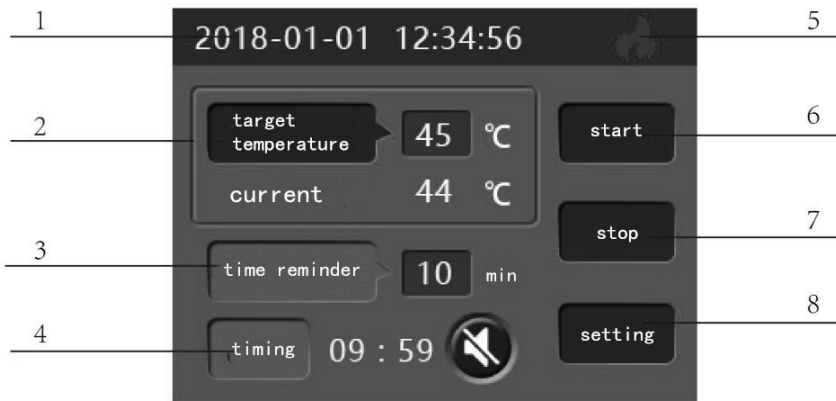 1
5
2018-01-01 12:34:56
2
target
temperature
45 ℃
start
6
current
44 ℃
stop
7
3
time reminder
10 min
4
timing
09 : 59
setting
8